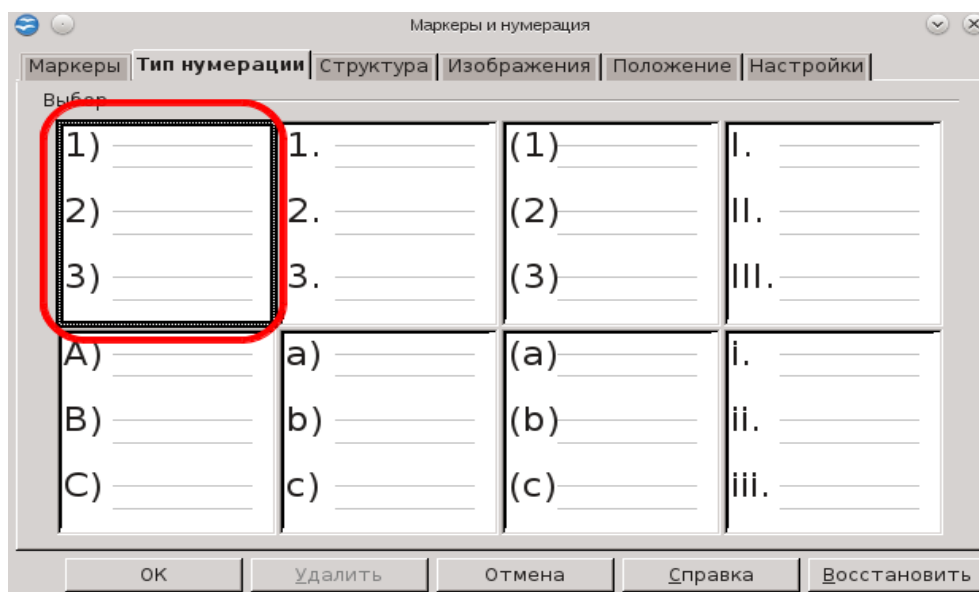 Маркеры и нумерация
Маркеры Тип нумерации Структура Изображения Положение Настройки
Выбор
1) 1. (1) I.
2) 2. (2) II.
3) 3. (3) III.
A) a) (a) i.
B) b) (b) ii.
C) c) (c) iii.
ОК Удалить Отмена Справка Восстановить